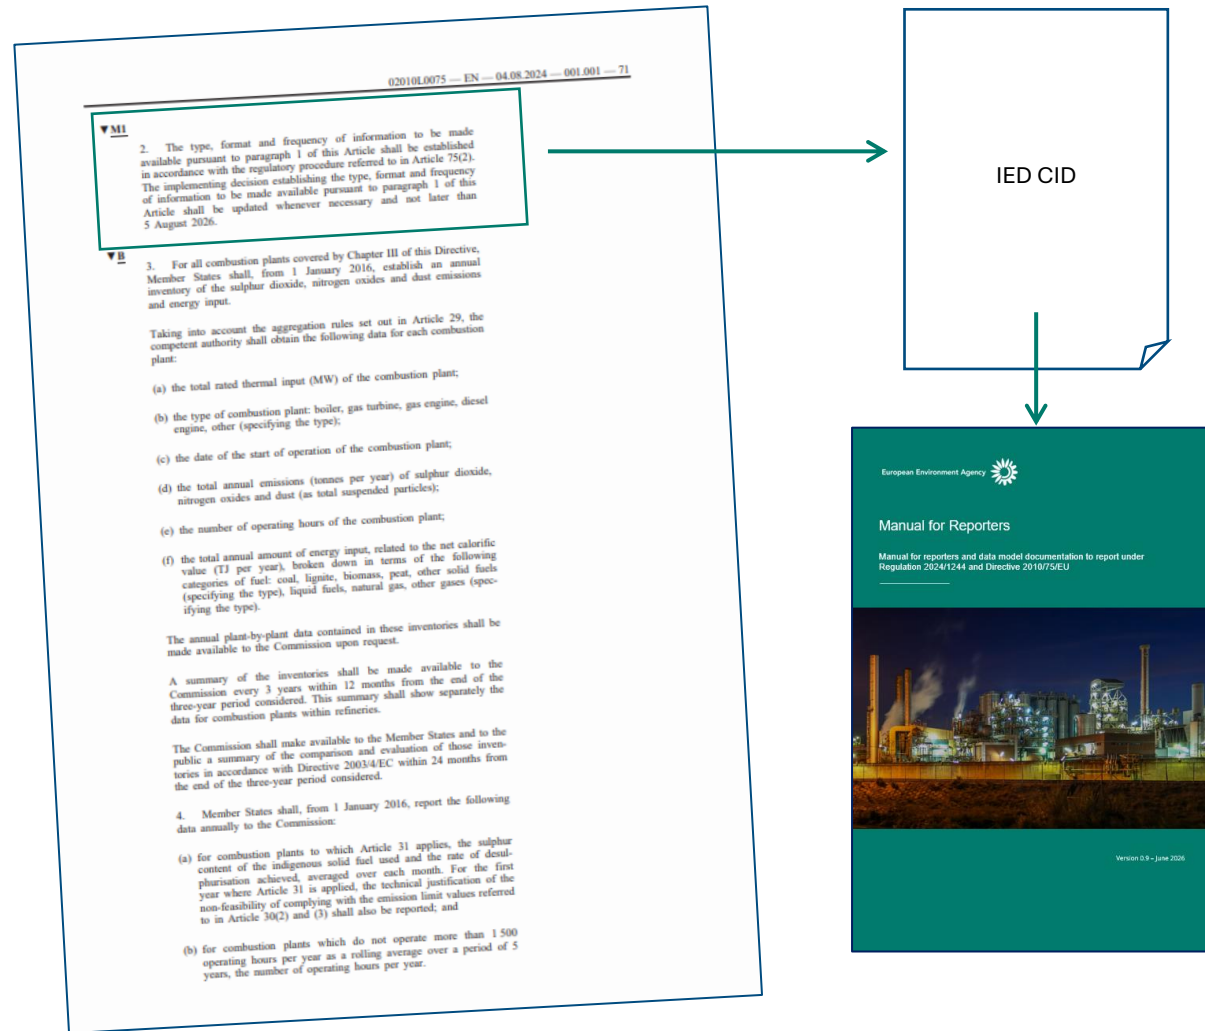 02010L0075 — EN — 04.08.2024 — 001.001 — 71
▼M1
2. The type, format and frequency of information to be made
available pursuant to paragraph 1 of this Article shall be established
in accordance with the regulatory procedure referred to in Article 75(2).
The implementing decision establishing the type, format and frequency
of information to be made available pursuant to paragraph 1 of this
Article shall be updated whenever necessary and not later than
5 August 2026.
▼B
3. For all combustion plants covered by Chapter III of this Directive,
Member States shall, from 1 January 2016, establish an annual
inventory of the sulphur dioxide, nitrogen oxides and dust emissions
and energy input.
Taking into account the aggregation rules set out in Article 29, the
competent authority shall obtain the following data for each combustion
plant:
(a) the total rated thermal input (MW) of the combustion plant;
(b) the type of combustion plant: boiler, gas turbine, gas engine, diesel
engine, other (specifying the type);
(c) the date of the start of operation of the combustion plant;
(d) the total annual emissions (tonnes per year) of sulphur dioxide,
nitrogen oxides and dust (as total suspended particles);
(e) the number of operating hours of the combustion plant;
(f) the total annual amount of energy input, related to the net calorific
value (TJ per year), broken down in terms of the following
categories of fuel: coal, lignite, biomass, peat, other solid fuels
(specifying the type), liquid fuels, natural gas, other gases (spec-
ifying the type).
The annual plant-by-plant data contained in these inventories shall be
made available to the Commission upon request.
A summary of the inventories shall be made available to the
Commission every 3 years within 12 months from the end of the
three-year period considered. This summary shall show separately the
data for combustion plants within refineries.
The Commission shall make available to the Member States and to the
public a summary of the comparison and evaluation of those inven-
tories in accordance with Directive 2003/4/EC within 24 months from
the end of the three-year period considered.
4. Member States shall, from 1 January 2016, report the following
data annually to the Commission:
(a) for combustion plants to which Article 31 applies, the sulphur
content of the indigenous solid fuel used and the rate of desul-
phurisation achieved, averaged over each month. For the first
year where Article 31 is applied, the technical justification of the
non-feasibility of complying with the emission limit values referred
to in Article 30(2) and (3) shall also be reported; and
(b) for combustion plants which do not operate more than 1 500
operating hours per year as a rolling average over a period of 5
years, the number of operating hours per year.
IED CID
European Environment Agency
Manual for Reporters
Manual for reporters and data model documentation to report under
Regulation 2024/1244 and Directive 2010/75/EU
Version 0.9 – June 2026